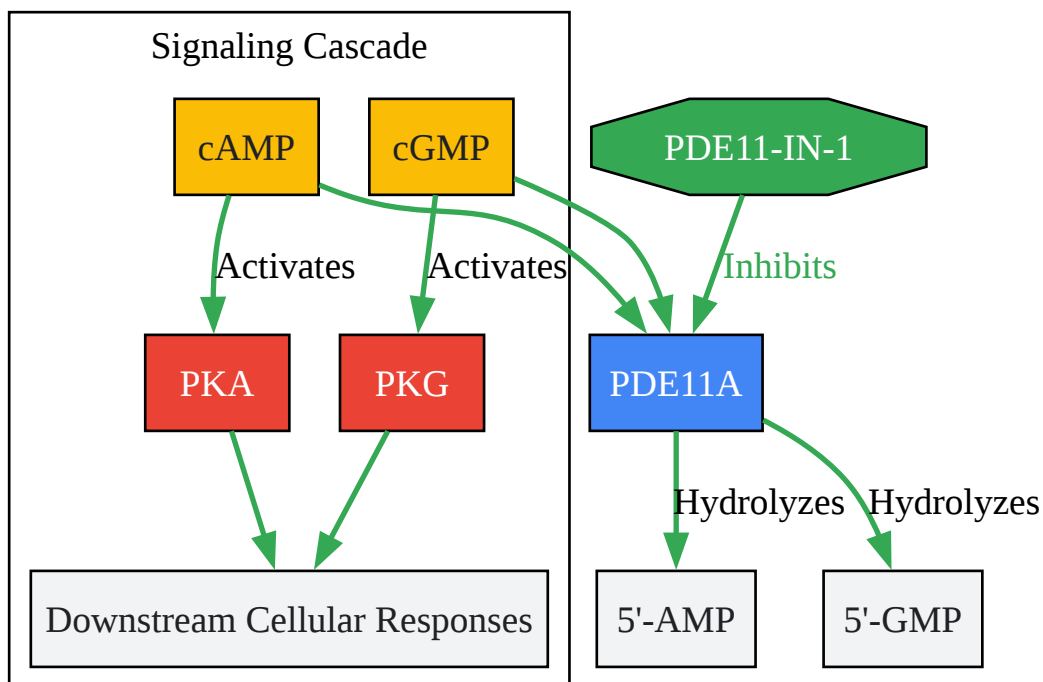 Signaling Cascade
cAMP
cGMP
PDE11-IN-1
Activates
Activates
Inhibits
PKA
PKG
PDE11A
Hydrolyzes
Hydrolyzes
Downstream Cellular Responses
5'-AMP
5'-GMP